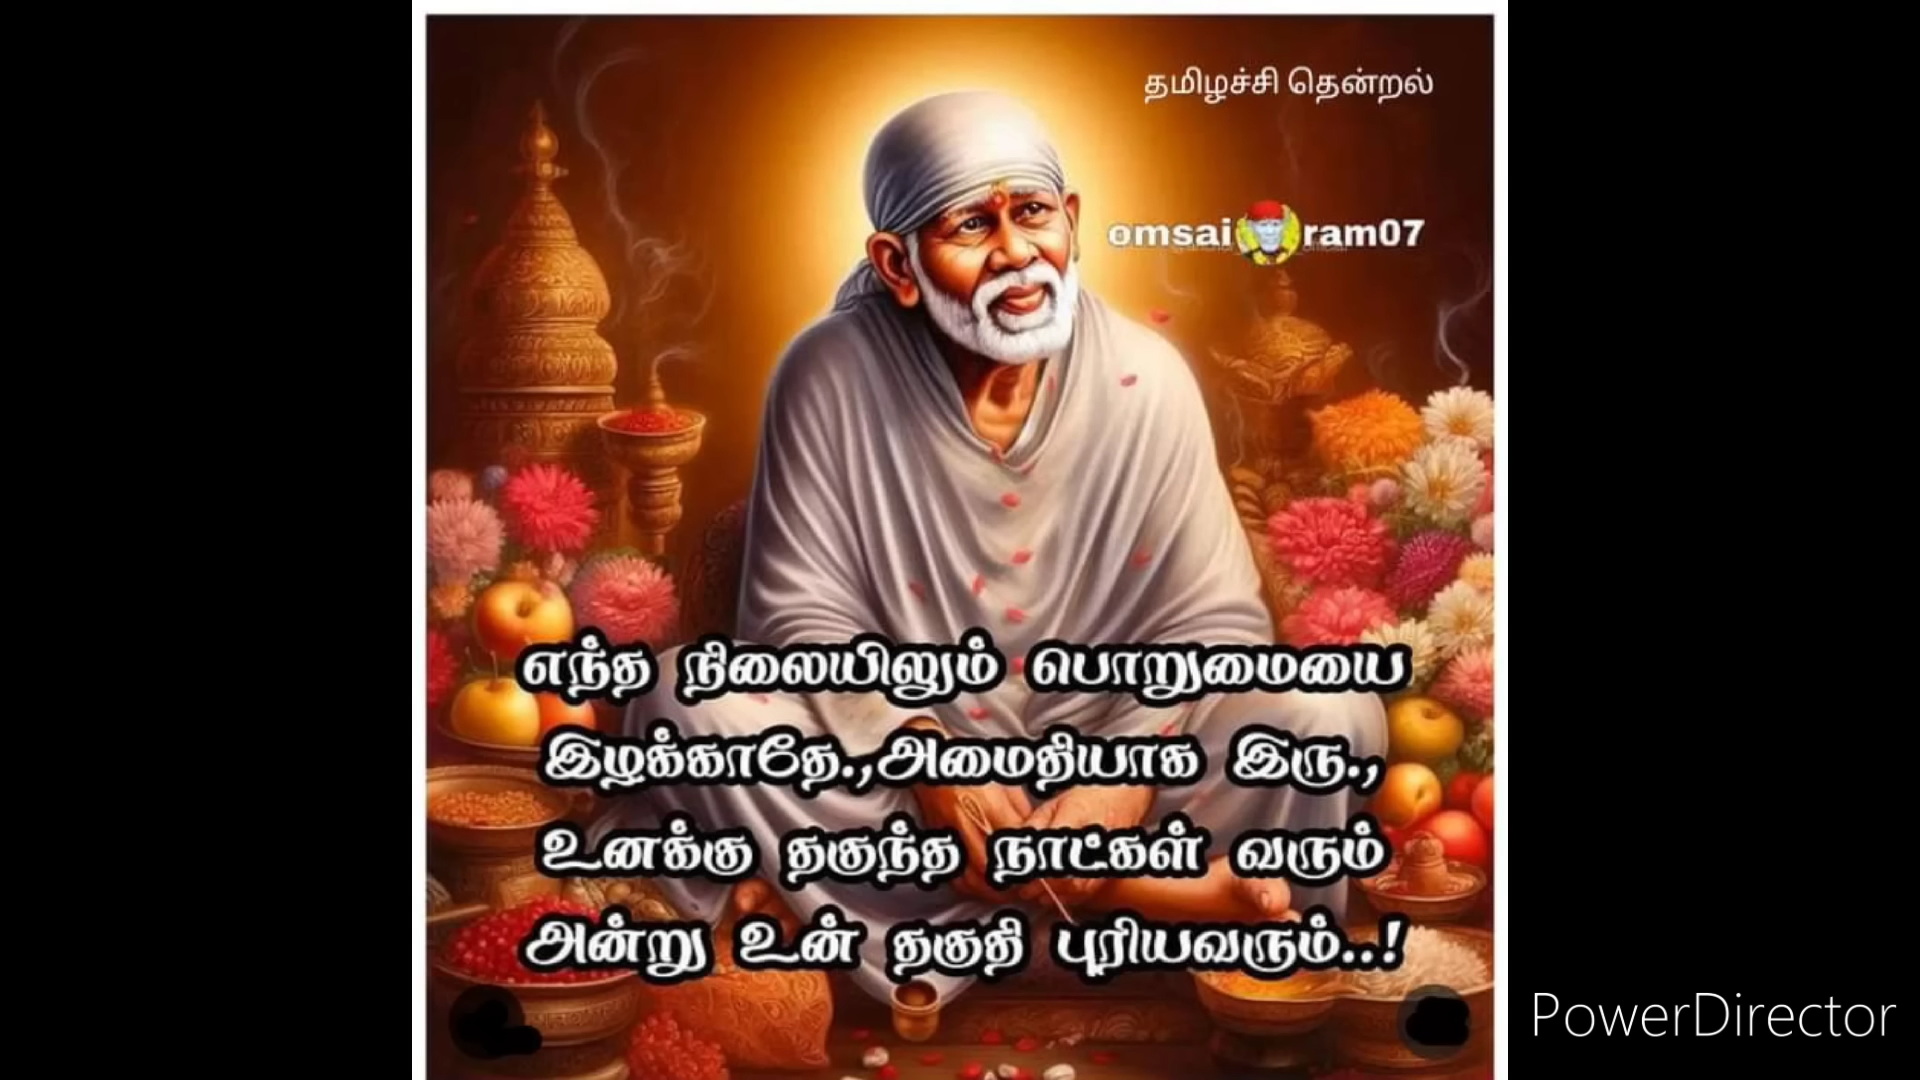 தமிழச்சி தென்றல்
omsai ram07
எந்த நிலையிலும் பொறுமையை
இழக்காதே.,அமைதியாக இரு.,
உனக்கு தகுந்த நாட்கள் வரும்
அன்று உன் தகுதி புரியவரும்..!
PowerDirector